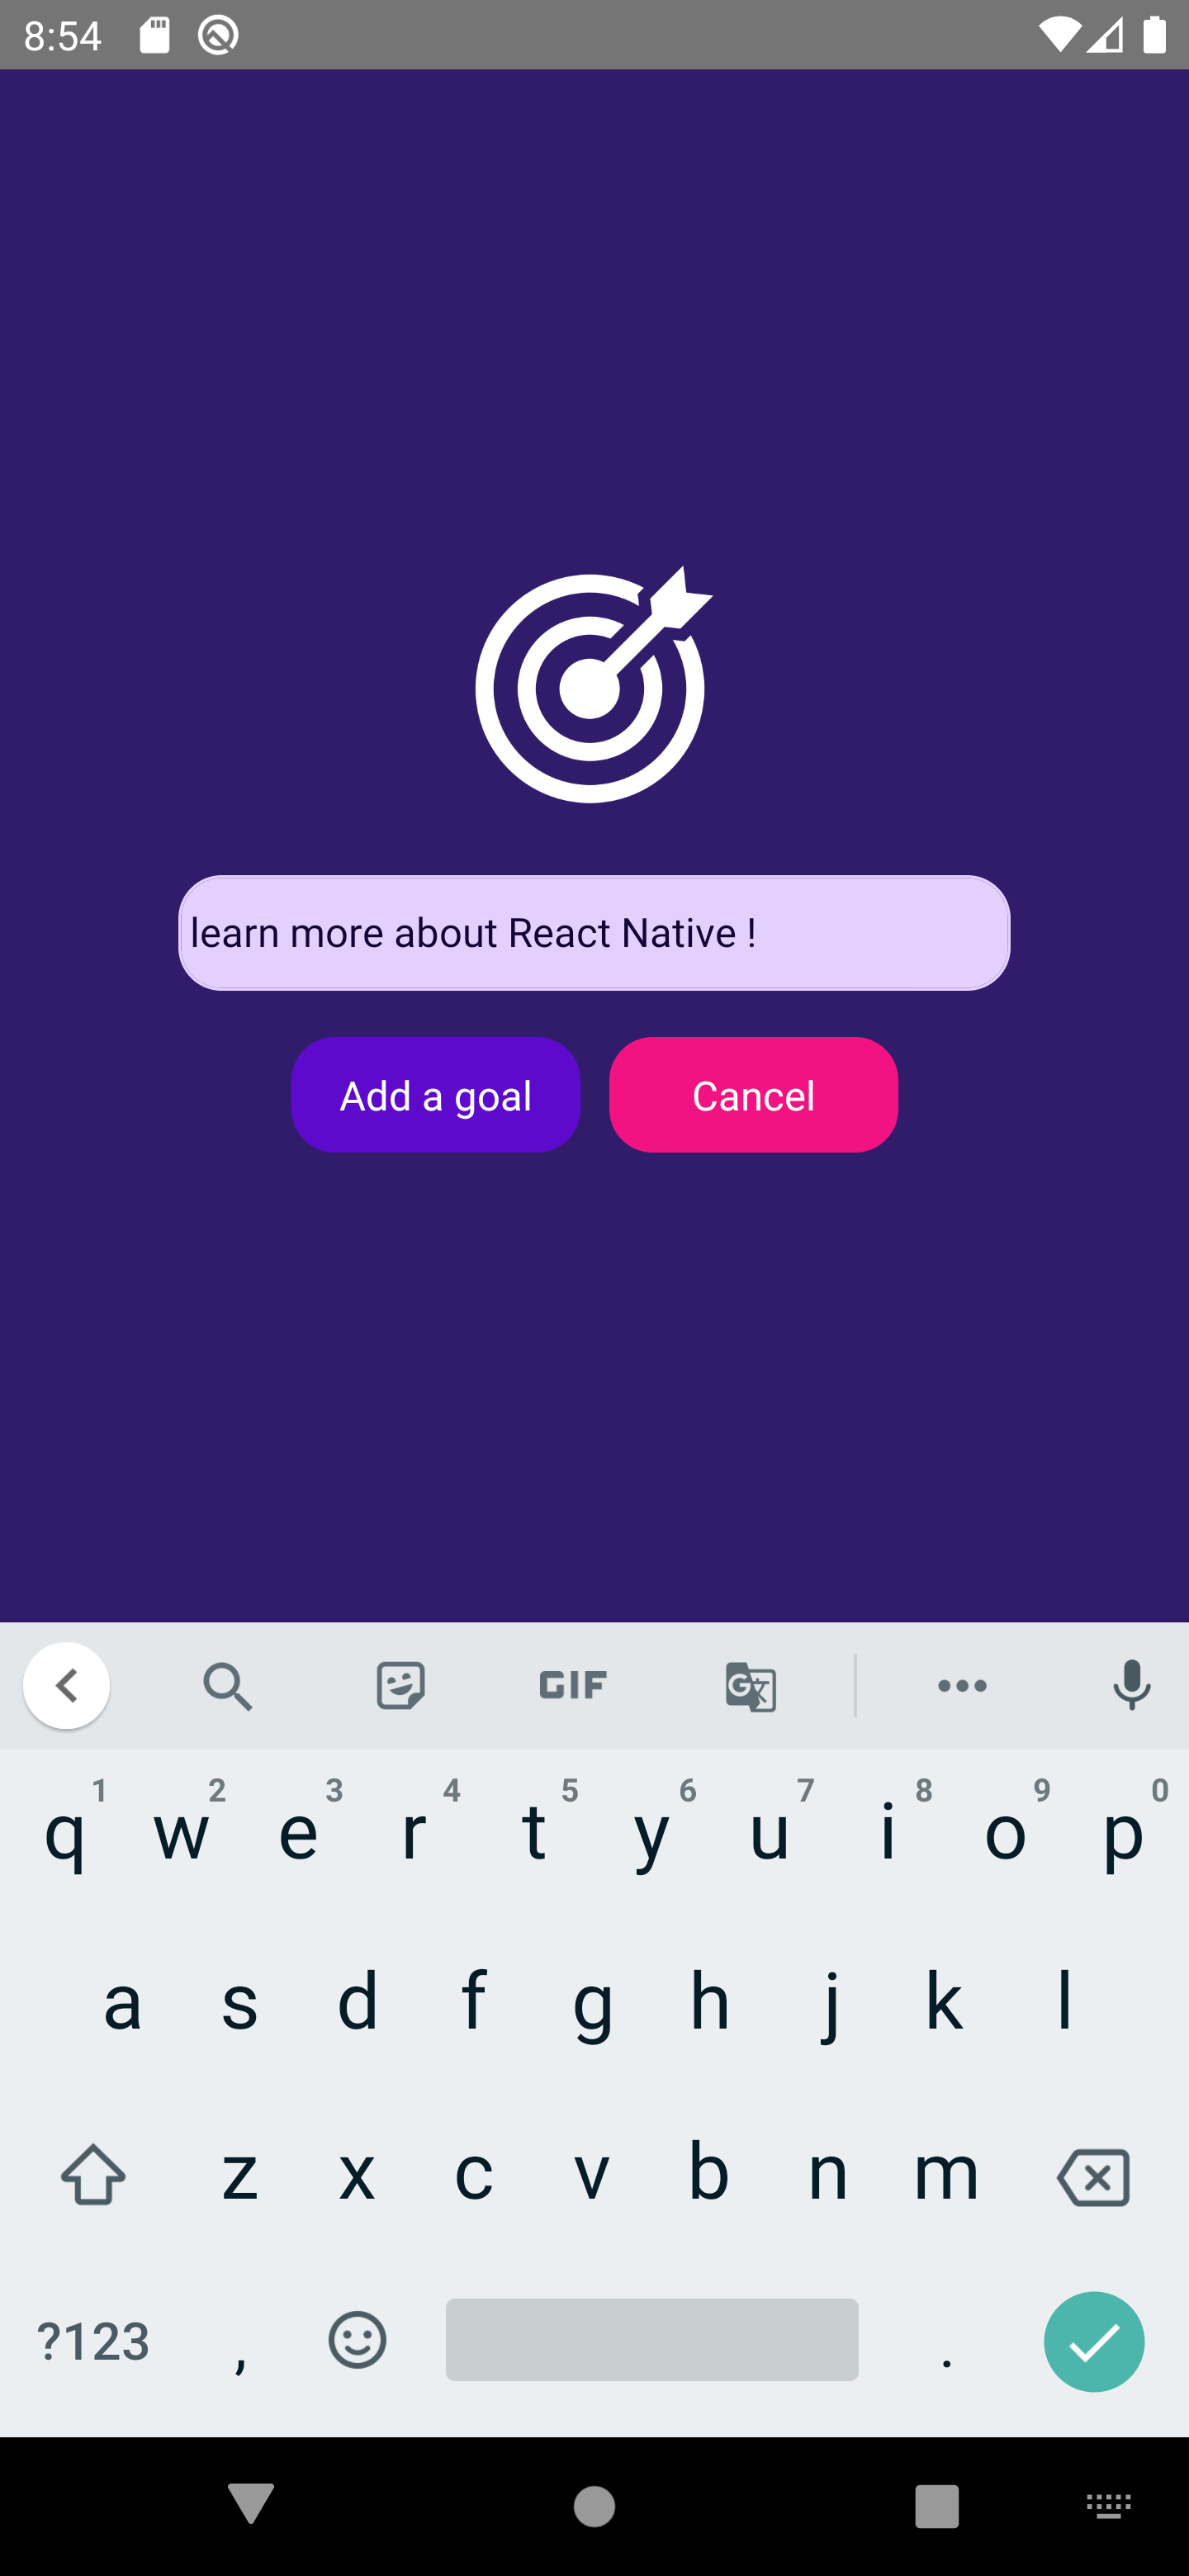 8:54
learn more about React Native !
Add a goal Cancel
GIF
1 2 3 4 5 6 7 8 9 0
q w e r t y u i o p
a s d f g h j k l
z x c v b n m
?123 , .